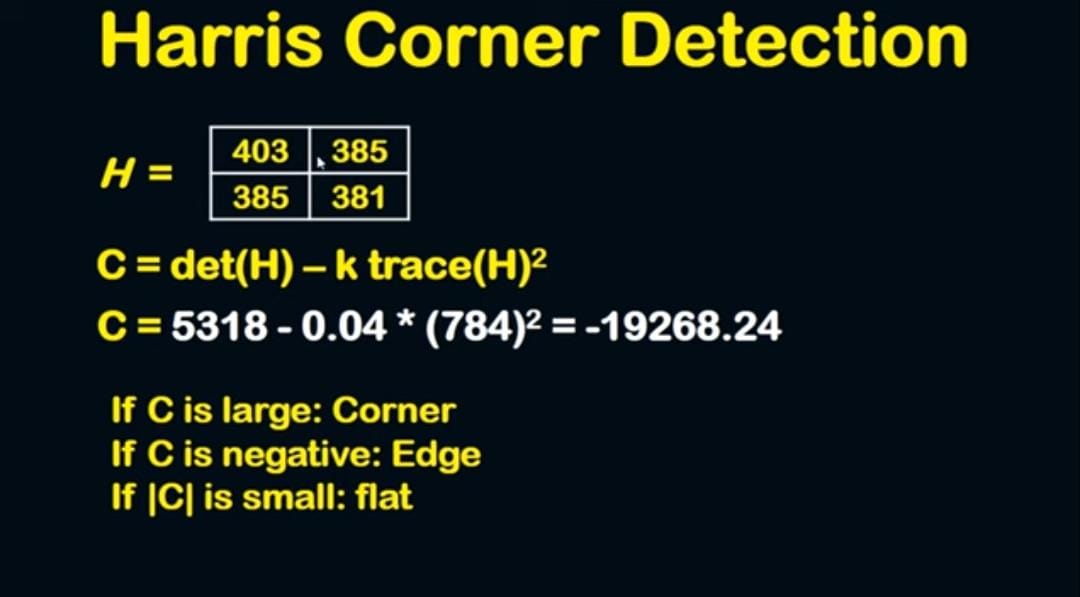 Harris Corner Detection
H =
403 385
385 381
C = det(H) – k trace(H)²
C = 5318 - 0.04 * (784)² = -19268.24
If C is large: Corner
If C is negative: Edge
If |C| is small: flat